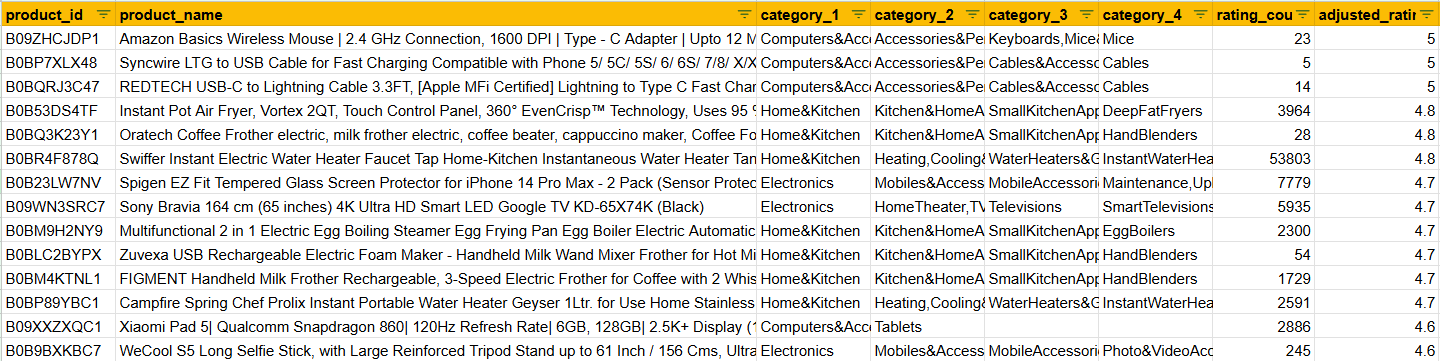 product_id product_name category_1 category_2 category_3 category_4 rating_cou adjusted_ratin
B09ZHCJDP1 Amazon Basics Wireless Mouse | 2.4 GHz Connection, 1600 DPI | Type - C Adapter | Upto 12 M Computers&Acc Accessories&Pe Keyboards,Mice& Mice 23 5
B0BP7XLX48 Syncwire LTG to USB Cable for Fast Charging Compatible with Phone 5/ 5C/ 5S/ 6/ 6S/ 7/8/ X/X Computers&Acc Accessories&Pe Cables&Accesso Cables 5 5
B0BQRJ3C47 REDTECH USB-C to Lightning Cable 3.3FT, [Apple MFi Certified] Lightning to Type C Fast Char Computers&Acc Accessories&Pe Cables&Accesso Cables 14 5
B0B53DS4TF Instant Pot Air Fryer, Vortex 2QT, Touch Control Panel, 360° EvenCrisp™ Technology, Uses 95 % Home&Kitchen Kitchen&HomeA SmallKitchenApp DeepFatFryers 3964 4.8
B0BQ3K23Y1 Oratech Coffee Frother electric, milk frother electric, coffee beater, cappuccino maker, Coffee Fo Home&Kitchen Kitchen&HomeA SmallKitchenApp HandBlenders 28 4.8
B0BR4F878Q Swiffer Instant Electric Water Heater Faucet Tap Home-Kitchen Instantaneous Water Heater Tan Home&Kitchen Heating,Cooling& WaterHeaters&G InstantWaterHea 53803 4.8
B0B23LW7NV Spigen EZ Fit Tempered Glass Screen Protector for iPhone 14 Pro Max - 2 Pack (Sensor Protec Electronics Mobiles&Access MobileAccessori Maintenance,Upk 7779 4.7
B09WN3SRC7 Sony Bravia 164 cm (65 inches) 4K Ultra HD Smart LED Google TV KD-65X74K (Black) Electronics HomeTheater,TV Televisions SmartTelevisions 5935 4.7
B0BM9H2NY9 Multifunctional 2 in 1 Electric Egg Boiling Steamer Egg Frying Pan Egg Boiler Electric Automatic Home&Kitchen Kitchen&HomeA SmallKitchenApp EggBoilers 2300 4.7
B0BLC2BYPX Zuvexa USB Rechargeable Electric Foam Maker - Handheld Milk Wand Mixer Frother for Hot Mi Home&Kitchen Kitchen&HomeA SmallKitchenApp HandBlenders 54 4.7
B0BM4KTNL1 FIGMENT Handheld Milk Frother Rechargeable, 3-Speed Electric Frother for Coffee with 2 Whis Home&Kitchen Kitchen&HomeA SmallKitchenApp HandBlenders 1729 4.7
B0BP89YBC1 Campfire Spring Chef Prolix Instant Portable Water Heater Geyser 1Ltr. for Use Home Stainless Home&Kitchen Heating,Cooling& WaterHeaters&G InstantWaterHea 2591 4.7
B09XXZXQC1 Xiaomi Pad 5| Qualcomm Snapdragon 860| 120Hz Refresh Rate| 6GB, 128GB| 2.5K+ Display (1 Computers&Acc Tablets 2886 4.6
B0B9BXKBC7 WeCool S5 Long Selfie Stick, with Large Reinforced Tripod Stand up to 61 Inch / 156 Cms, Ultra Electronics Mobiles&Access MobileAccessori Photo&VideoAcc 245 4.6